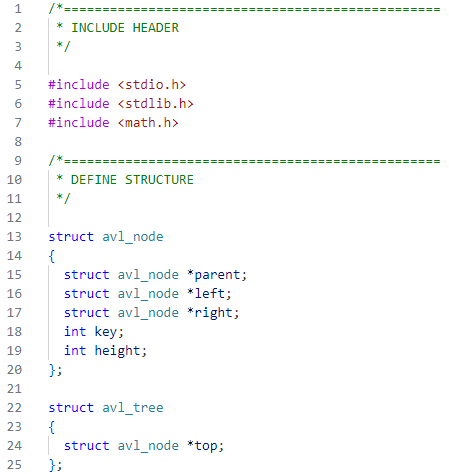 1 /*=================================================
2  * INCLUDE HEADER
3  */
4
5 #include <stdio.h>
6 #include <stdlib.h>
7 #include <math.h>
8
9 /*=================================================
10  * DEFINE STRUCTURE
11  */
12
13 struct avl_node
14 {
15   struct avl_node *parent;
16   struct avl_node *left;
17   struct avl_node *right;
18   int key;
19   int height;
20 };
21
22 struct avl_tree
23 {
24   struct avl_node *top;
25 };